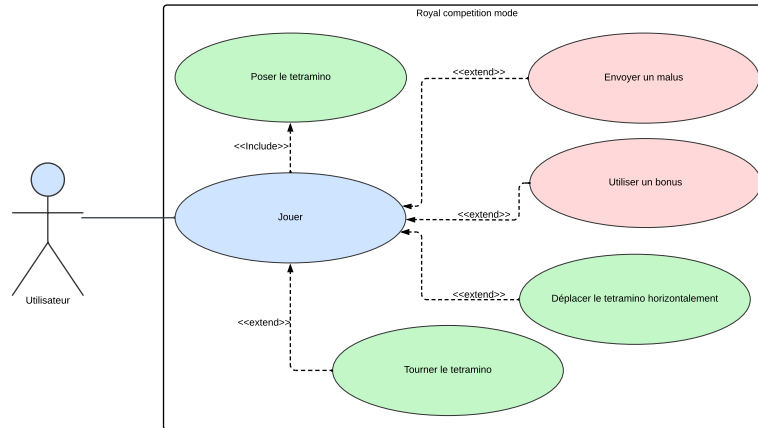 Royal competition mode
Poser le tetramino
<<extend>>
Envoyer un malus
<<Include>>
Utiliser un bonus
Jouer
<<extend>>
Utilisateur
<<extend>>
Déplacer le tetramino horizontalement
<<extend>>
Tourner le tetramino